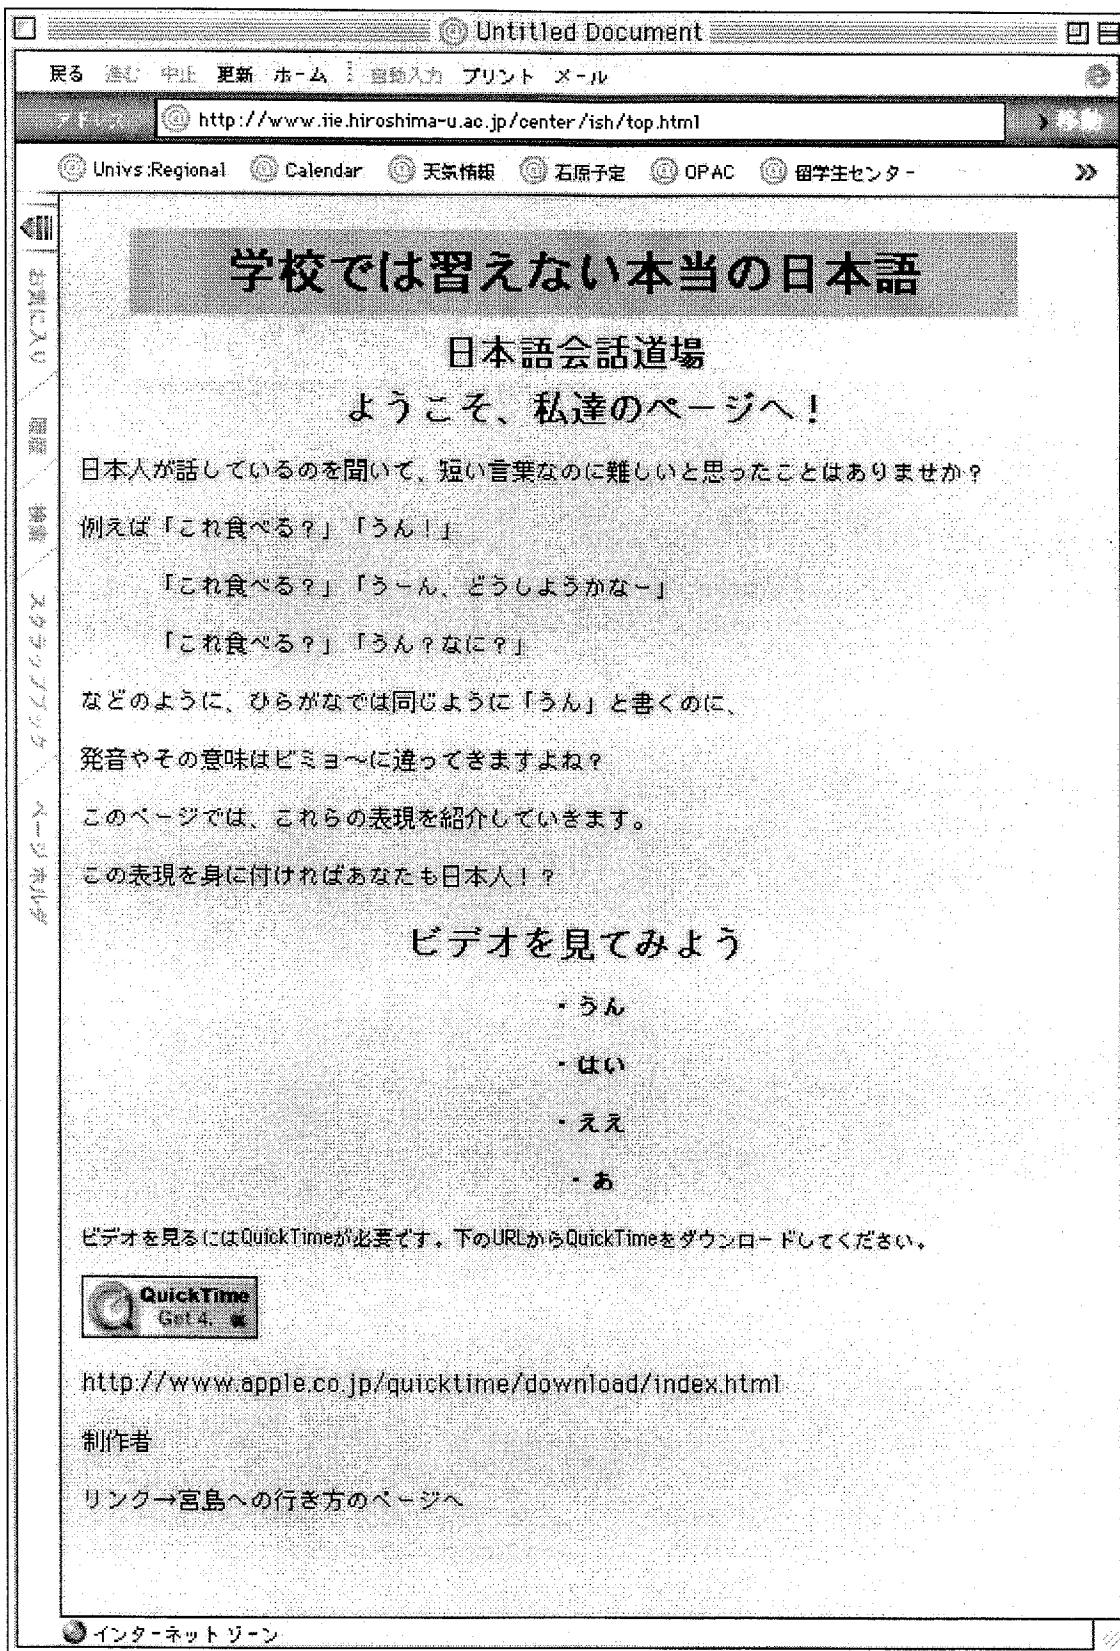 Untitled Document
戻る 進む 中止 更新 ホーム 自動入力 プリント メール
アドレス http://www.iie.hiroshima-u.ac.jp/center/ish/top.html 移動
Univs:Regional Calendar 天気情報 石原予定 OPAC 留学生センター
お気に入り
履歴
検索
スクラップブック
ページホルダ
学校では習えない本当の日本語
日本語会話道場
ようこそ、私達のページへ！
日本人が話しているのを聞いて、短い言葉なのに難しいと思ったことはありませか？
例えば「これ食べる？」「うん！」
「これ食べる？」「うーん、どうしようかなー」
「これ食べる？」「うん？なに？」
などのように、ひらがなでは同じように「うん」と書くのに、
発音やその意味はビミョ〜に違ってきますよね？
このページでは、これらの表現を紹介していきます。
この表現を身に付ければあなたも日本人！？
ビデオを見てみよう
・うん
・はい
・ええ
・あ
ビデオを見るにはQuickTimeが必要です。下のURLからQuickTimeをダウンロードしてください。
QuickTime
Get 4.
http://www.apple.co.jp/quicktime/download/index.html
制作者
リンク→宮島への行き方のページへ
インターネット ゾーン